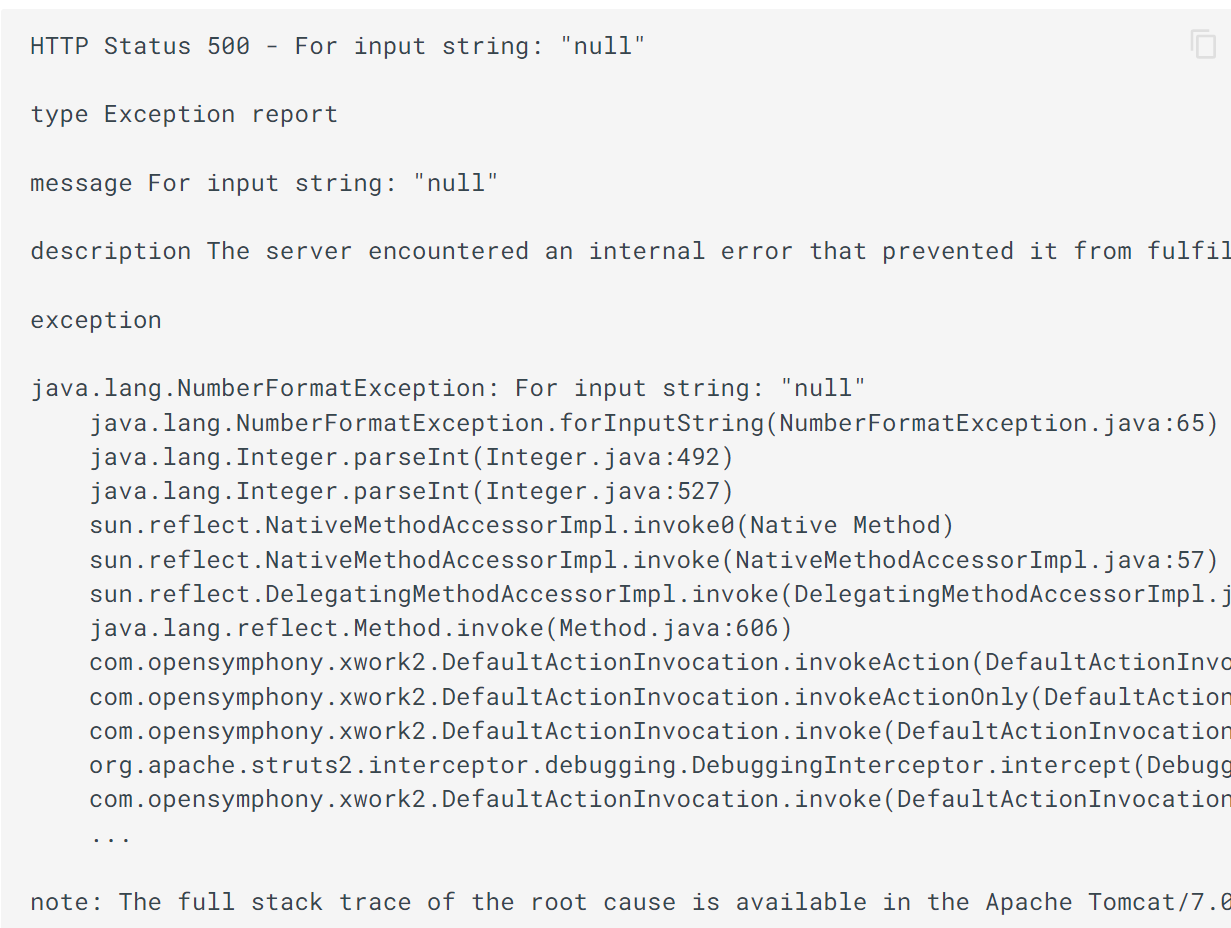 HTTP Status 500 - For input string: "null"
type Exception report
message For input string: "null"
description The server encountered an internal error that prevented it from fulfil
exception
java.lang.NumberFormatException: For input string: "null"
java.lang.NumberFormatException.forInputString(NumberFormatException.java:65)
java.lang.Integer.parseInt(Integer.java:492)
java.lang.Integer.parseInt(Integer.java:527)
sun.reflect.NativeMethodAccessorImpl.invoke0(Native Method)
sun.reflect.NativeMethodAccessorImpl.invoke(NativeMethodAccessorImpl.java:57)
sun.reflect.DelegatingMethodAccessorImpl.invoke(DelegatingMethodAccessorImpl.j
java.lang.reflect.Method.invoke(Method.java:606)
com.opensymphony.xwork2.DefaultActionInvocation.invokeAction(DefaultActionInvo
com.opensymphony.xwork2.DefaultActionInvocation.invokeActionOnly(DefaultAction
com.opensymphony.xwork2.DefaultActionInvocation.invoke(DefaultActionInvocation
org.apache.struts2.interceptor.debugging.DebuggingInterceptor.intercept(Debugg
com.opensymphony.xwork2.DefaultActionInvocation.invoke(DefaultActionInvocation
...
note: The full stack trace of the root cause is available in the Apache Tomcat/7.0